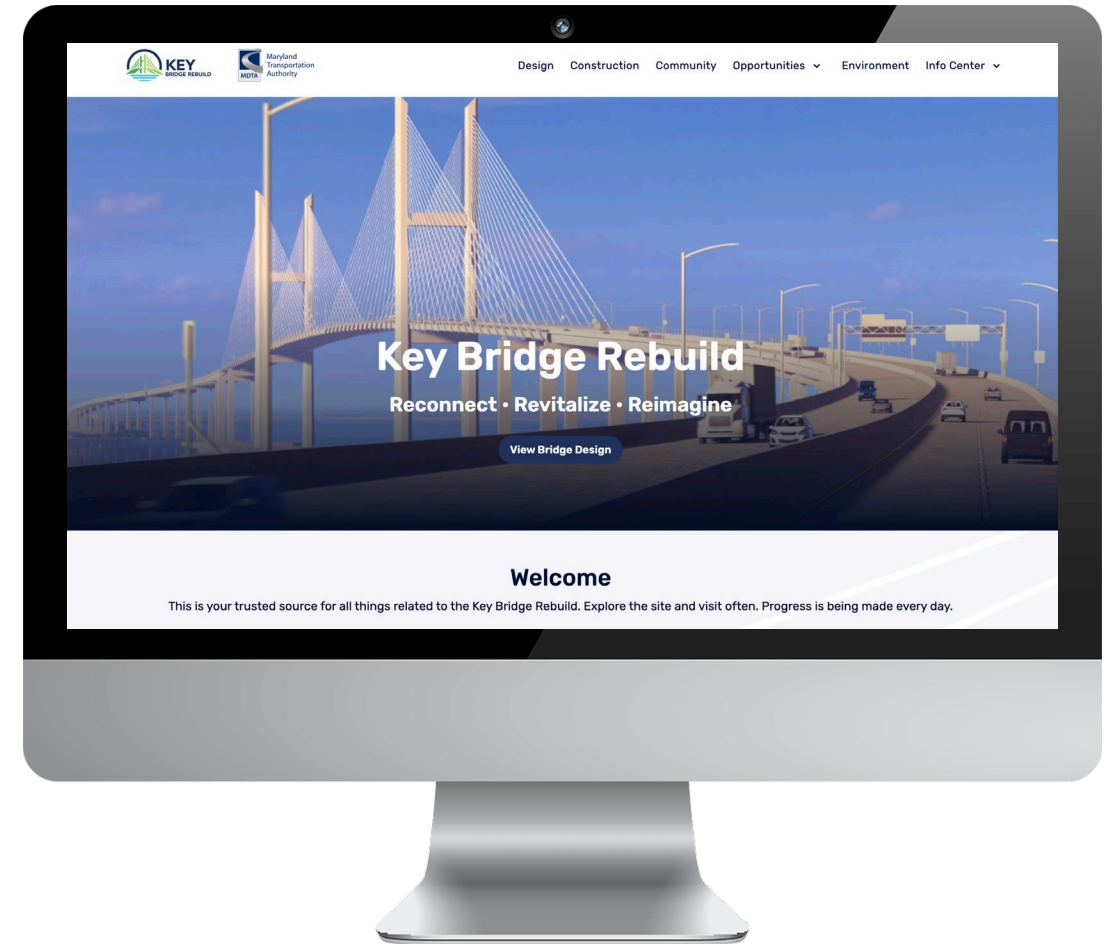 KEY
BRIDGE REBUILD
MDTA
Maryland
Transportation
Authority
Design Construction Community Opportunities Environment Info Center
Key Bridge Rebuild
Reconnect • Revitalize • Reimagine
View Bridge Design
Welcome
This is your trusted source for all things related to the Key Bridge Rebuild. Explore the site and visit often. Progress is being made every day.